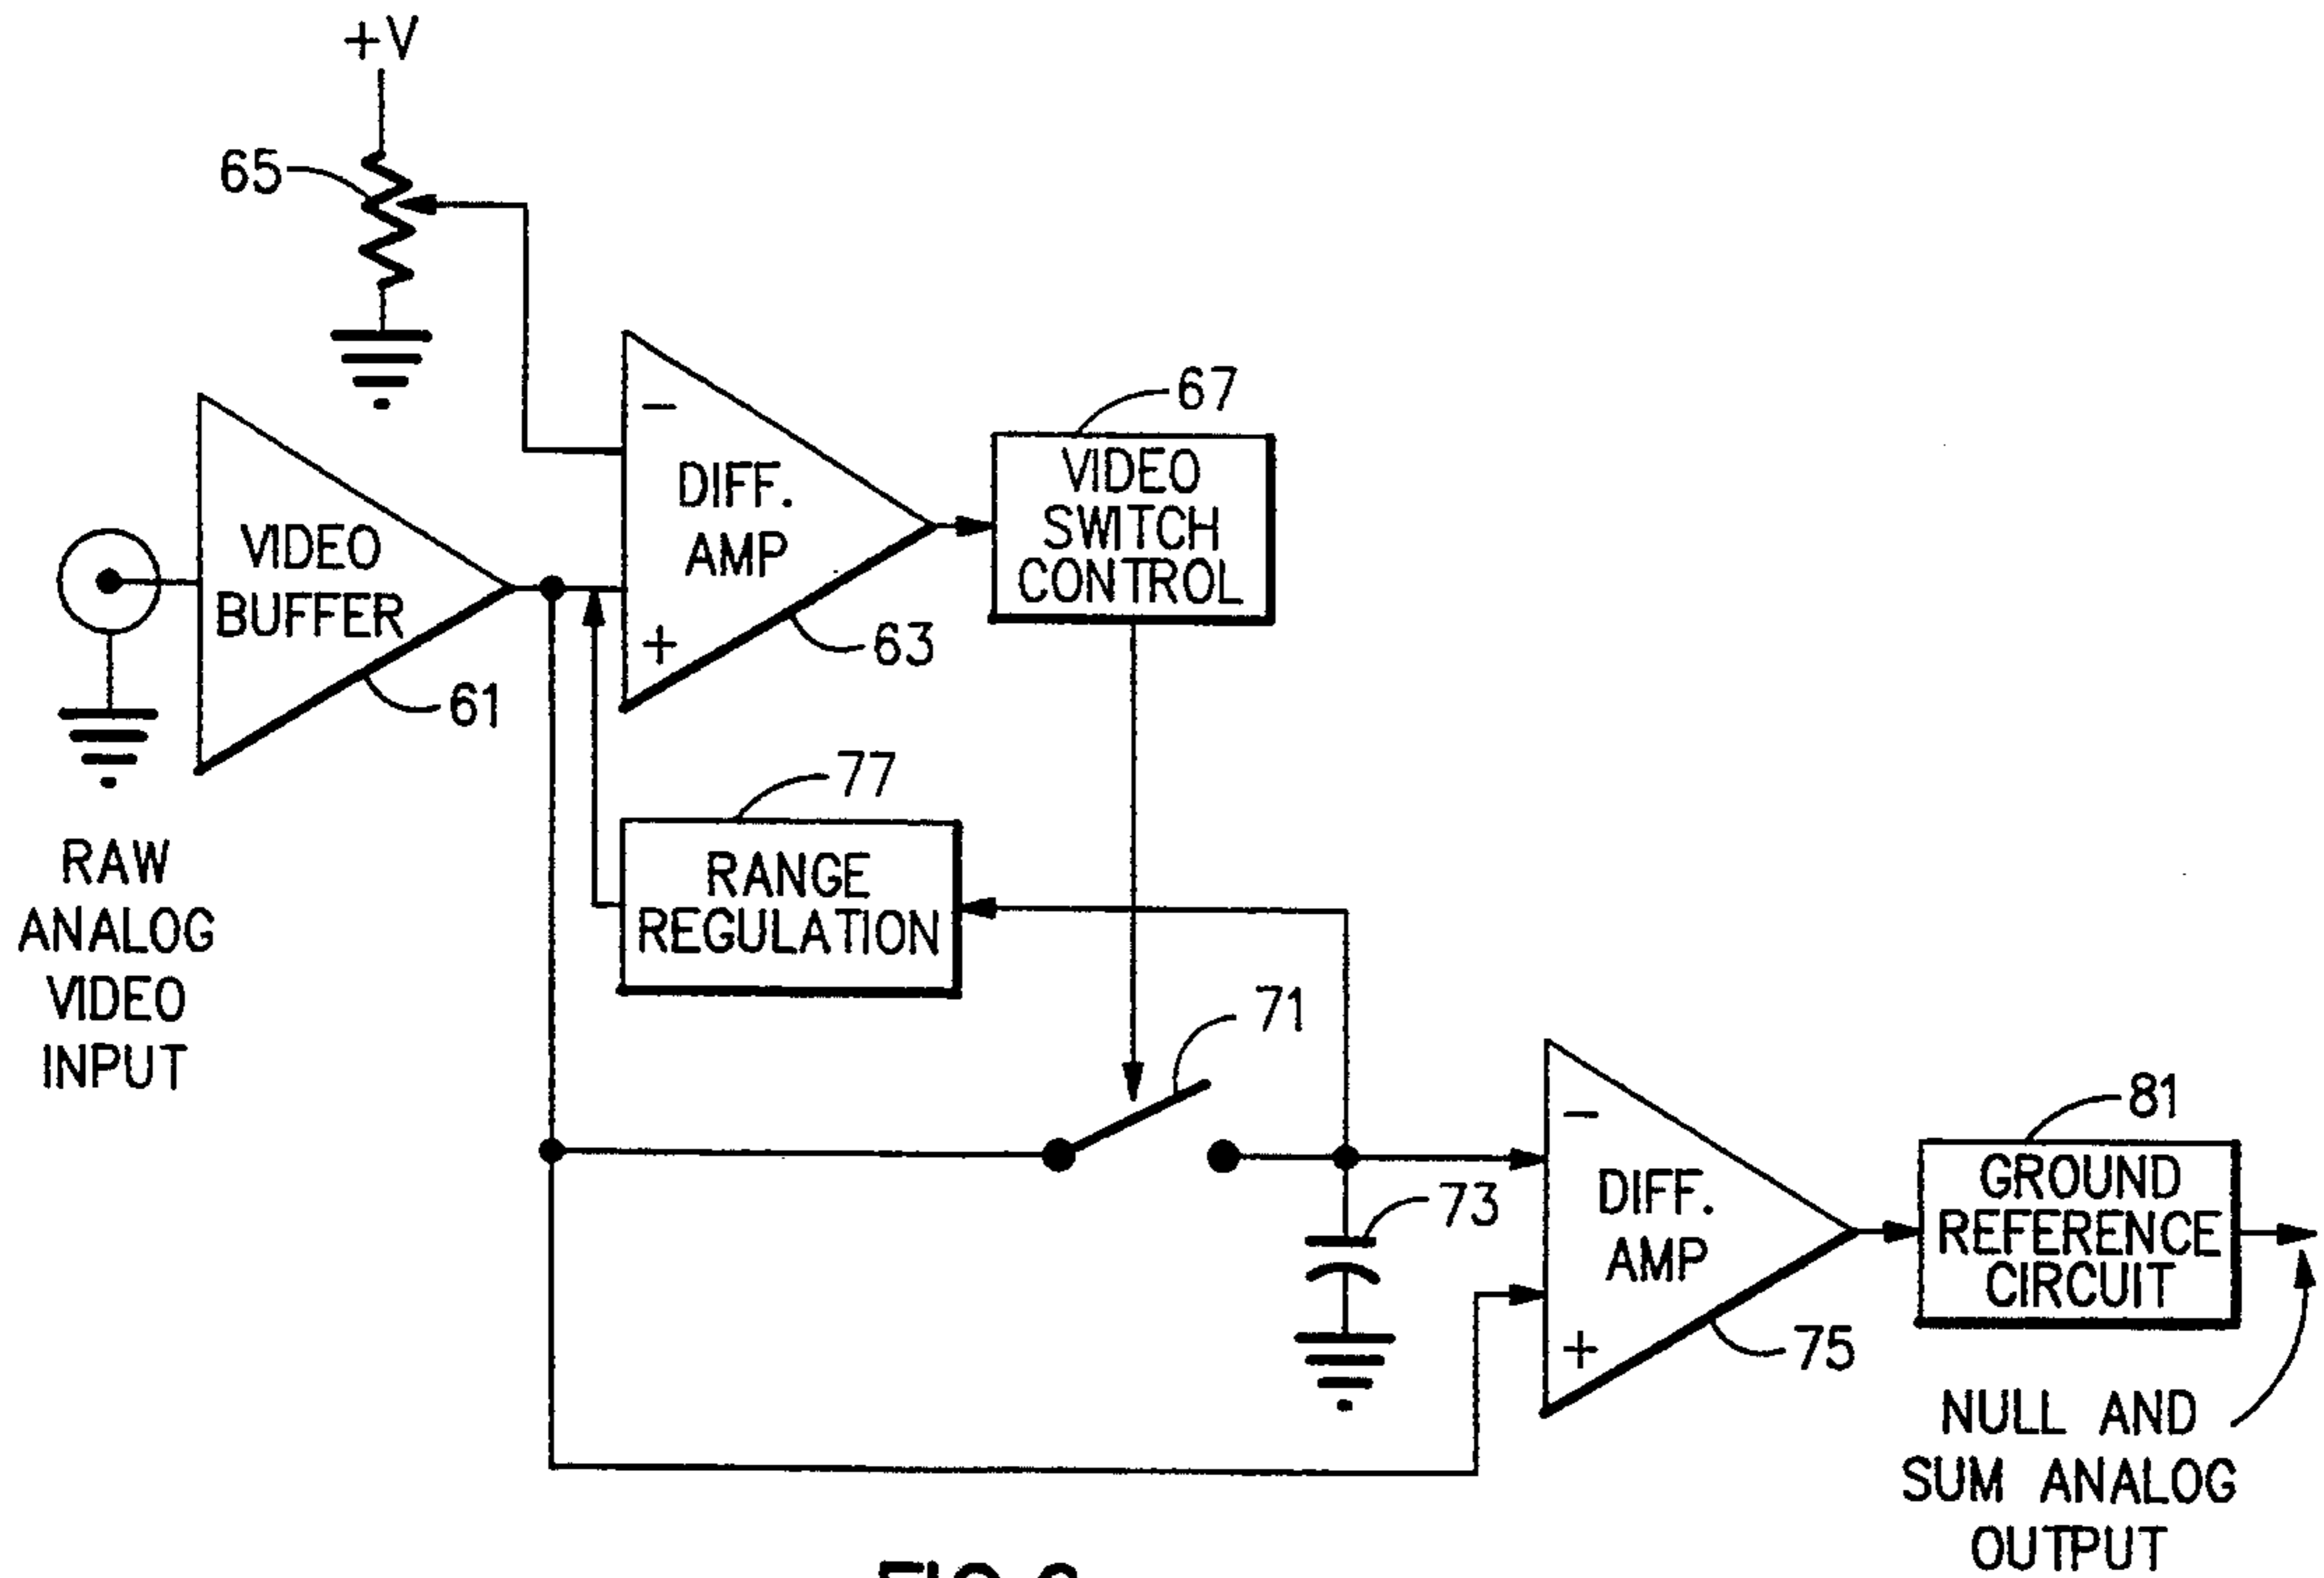 +V
65
-
DIFF.
AMP
+
63
67
VIDEO
SWITCH
CONTROL
VIDEO
BUFFER
61
RAW
ANALOG
VIDEO
INPUT
77
RANGE
REGULATION
71
73
-
DIFF.
AMP
+
75
81
GROUND
REFERENCE
CIRCUIT
NULL AND
SUM ANALOG
OUTPUT